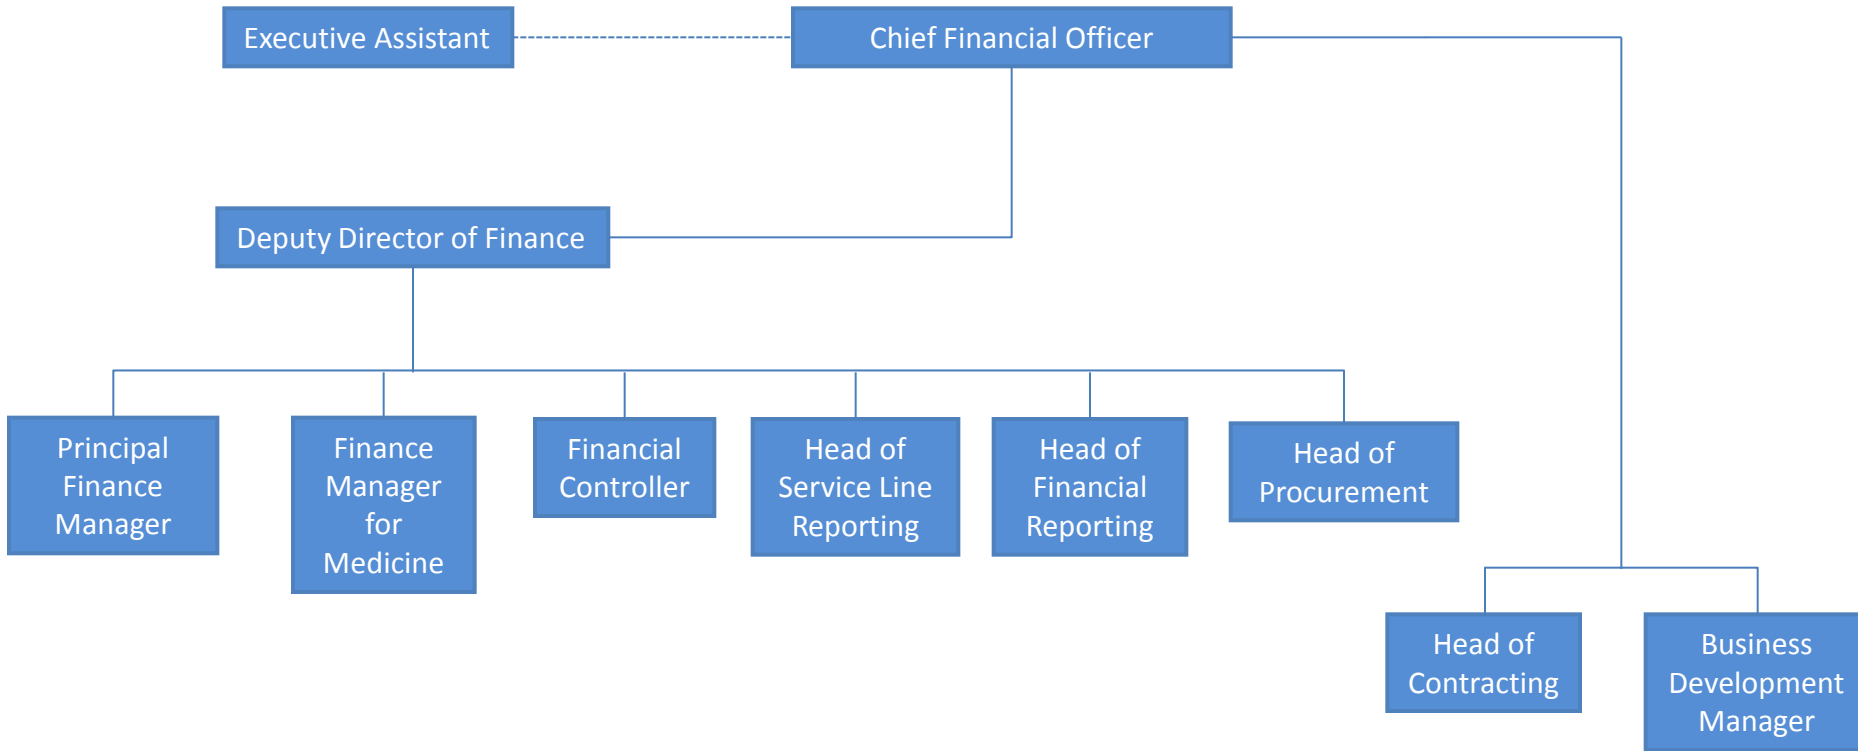 Executive Assistant
Chief Financial Officer
Deputy Director of Finance
Principal
Finance
Manager
Finance
Manager
for
Medicine
Financial
Controller
Head of
Service Line
Reporting
Head of
Financial
Reporting
Head of
Procurement
Head of
Contracting
Business
Development
Manager